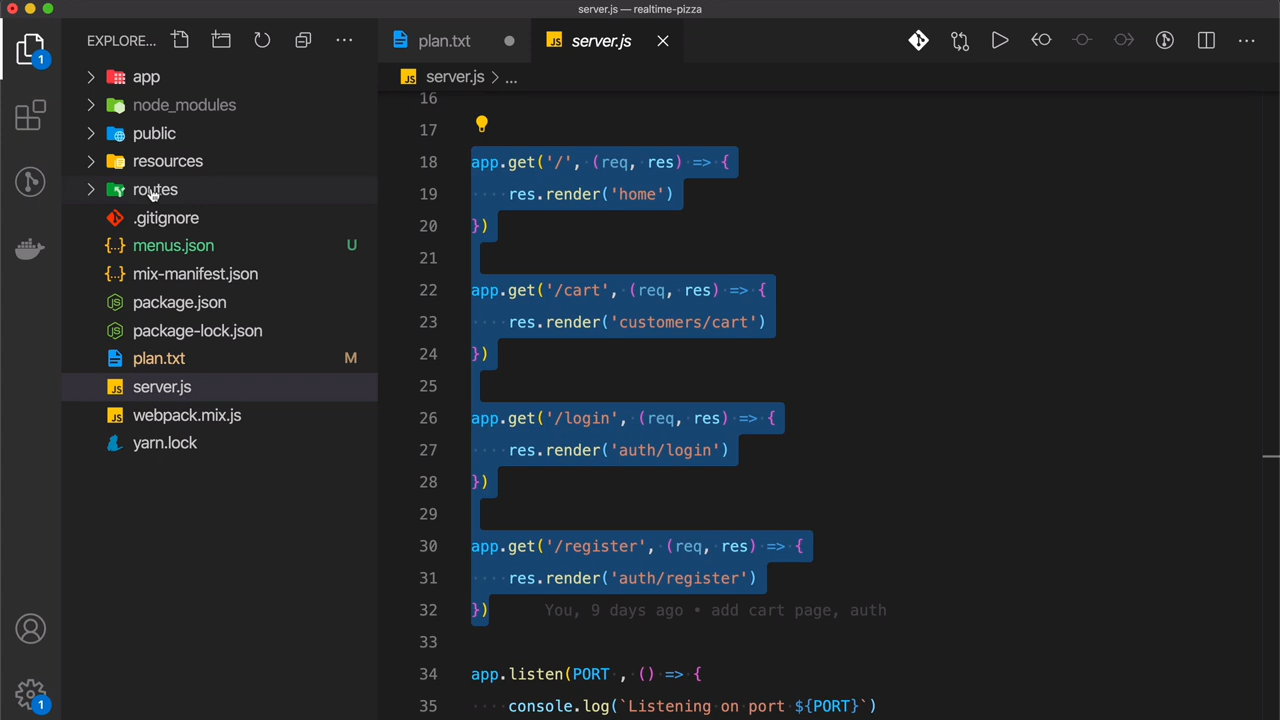 server.js — realtime-pizza
EXPLORE...
plan.txt
server.js
server.js > ...
app
node_modules
public
resources
routes
.gitignore
menus.json U
mix-manifest.json
package.json
package-lock.json
plan.txt M
server.js
webpack.mix.js
yarn.lock
1
1
16
17
18 app.get('/', (req, res) => {
19 ····res.render('home')
20 })
21
22 app.get('/cart', (req, res) => {
23 ····res.render('customers/cart')
24 })
25
26 app.get('/login', (req, res) => {
27 ····res.render('auth/login')
28 })
29
30 app.get('/register', (req, res) => {
31 ····res.render('auth/register')
32 }) You, 9 days ago • add cart page, auth
33
34 app.listen(PORT , () => {
35 ····console.log(`Listening on port ${PORT}`)